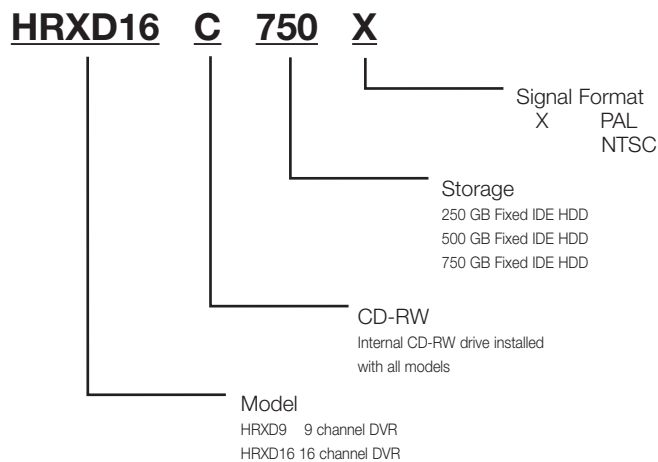 HRXD16 C 750 X
Signal Format
X PAL
NTSC
Storage
250 GB Fixed IDE HDD
500 GB Fixed IDE HDD
750 GB Fixed IDE HDD
CD-RW
Internal CD-RW drive installed
with all models
Model
HRXD9 9 channel DVR
HRXD16 16 channel DVR